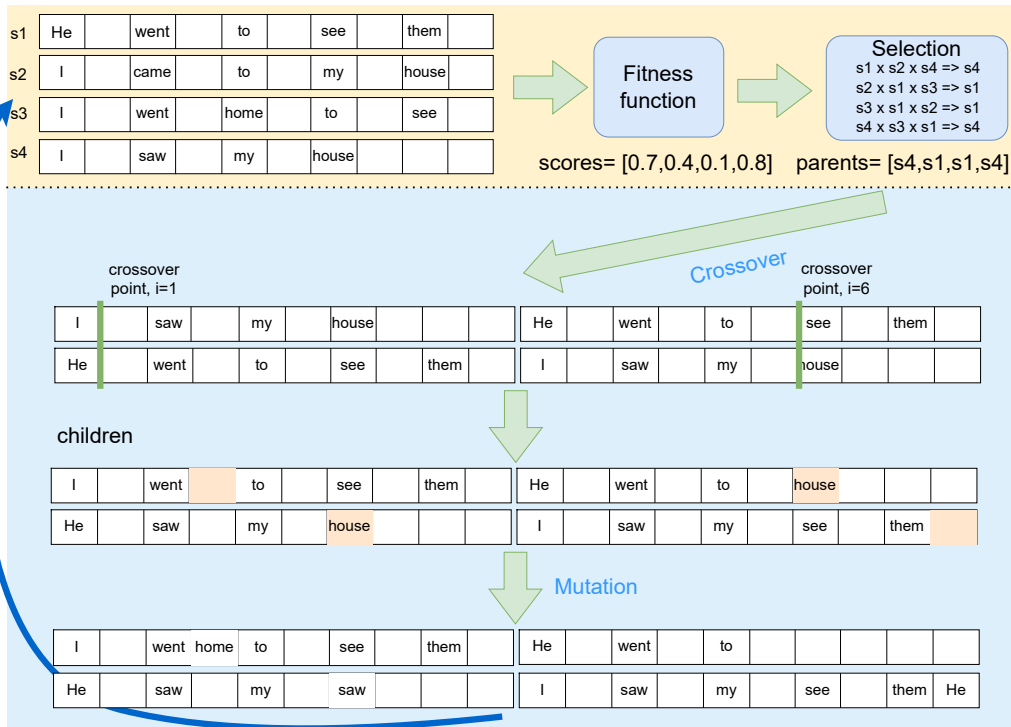 s1 He went to see them
s2 I came to my house
s3 I went home to see
s4 I saw my house
Fitness
function
Selection
s1 x s2 x s4 => s4
s2 x s1 x s3 => s1
s3 x s1 x s2 => s1
s4 x s3 x s1 => s4
scores= [0.7,0.4,0.1,0.8]
parents= [s4,s1,s1,s4]
Crossover
crossover
point, i=1
crossover
point, i=6
I saw my house
He went to see them
He went to see them
I saw my house
children
I went to see them
He went to house
He saw my house
I saw my see them
Mutation
I went home to see them
He went to
He saw my saw
I saw my see them He